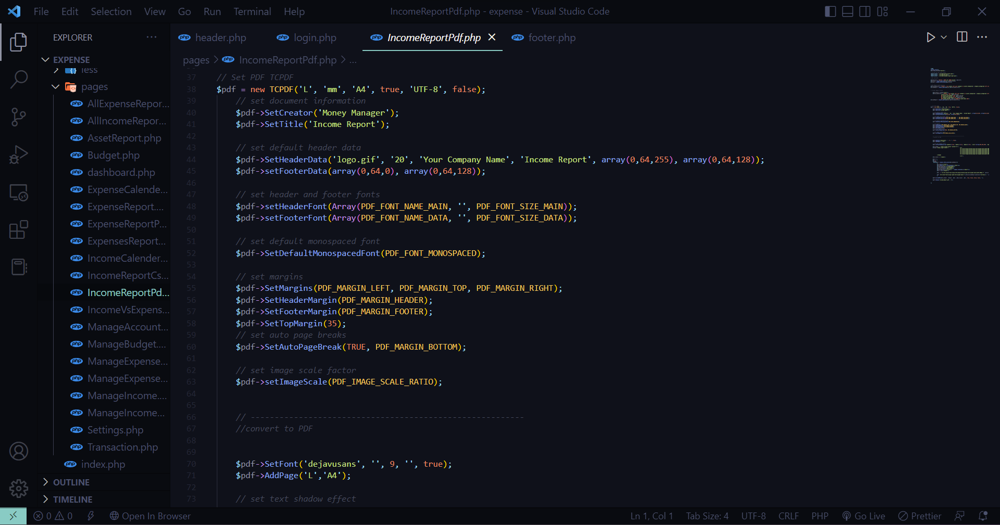 File Edit Selection View Go Run Terminal Help
IncomeReportPdf.php - expense - Visual Studio Code
EXPLORER
EXPENSE
less
pages
AllExpenseRepor...
AllIncomeRepor...
AssetReport.php
Budget.php
dashboard.php
ExpenseCalende...
ExpenseReport....
ExpenseReportP...
ExpensesReport...
IncomeCalender...
IncomeReportCs...
IncomeReportPd...
IncomeVsExpens...
ManageAccount...
ManageBudget....
ManageExpense...
ManageExpense...
ManageIncome....
ManageIncome...
Settings.php
Transaction.php
index.php
OUTLINE
TIMELINE
header.php login.php IncomeReportPdf.php footer.php
pages > IncomeReportPdf.php > ...
37 // Set PDF TCPDF
38 $pdf = new TCPDF('L', 'mm', 'A4', true, 'UTF-8', false);
39 // set document information
40 $pdf->SetCreator('Money Manager');
41 $pdf->SetTitle('Income Report');
42
43 // set default header data
44 $pdf->SetHeaderData('logo.gif', '20', 'Your Company Name', 'Income Report', array(0,64,255), array(0,64,128));
45 $pdf->setFooterData(array(0,64,0), array(0,64,128));
46
47 // set header and footer fonts
48 $pdf->setHeaderFont(Array(PDF_FONT_NAME_MAIN, '', PDF_FONT_SIZE_MAIN));
49 $pdf->setFooterFont(Array(PDF_FONT_NAME_DATA, '', PDF_FONT_SIZE_DATA));
50
51 // set default monospaced font
52 $pdf->SetDefaultMonospacedFont(PDF_FONT_MONOSPACED);
53
54 // set margins
55 $pdf->SetMargins(PDF_MARGIN_LEFT, PDF_MARGIN_TOP, PDF_MARGIN_RIGHT);
56 $pdf->SetHeaderMargin(PDF_MARGIN_HEADER);
57 $pdf->SetFooterMargin(PDF_MARGIN_FOOTER);
58 $pdf->SetTopMargin(35);
59 // set auto page breaks
60 $pdf->SetAutoPageBreak(TRUE, PDF_MARGIN_BOTTOM);
61
62 // set image scale factor
63 $pdf->setImageScale(PDF_IMAGE_SCALE_RATIO);
64
65
66 // ---------------------------------------------------------
67 //convert to PDF
68
69
70 $pdf->SetFont('dejavusans', '', 9, '', true);
71 $pdf->AddPage('L','A4');
72
73 // set text shadow effect
0 0 Open In Browser
Ln 1, Col 1 Tab Size: 4 UTF-8 CRLF PHP Go Live Prettier